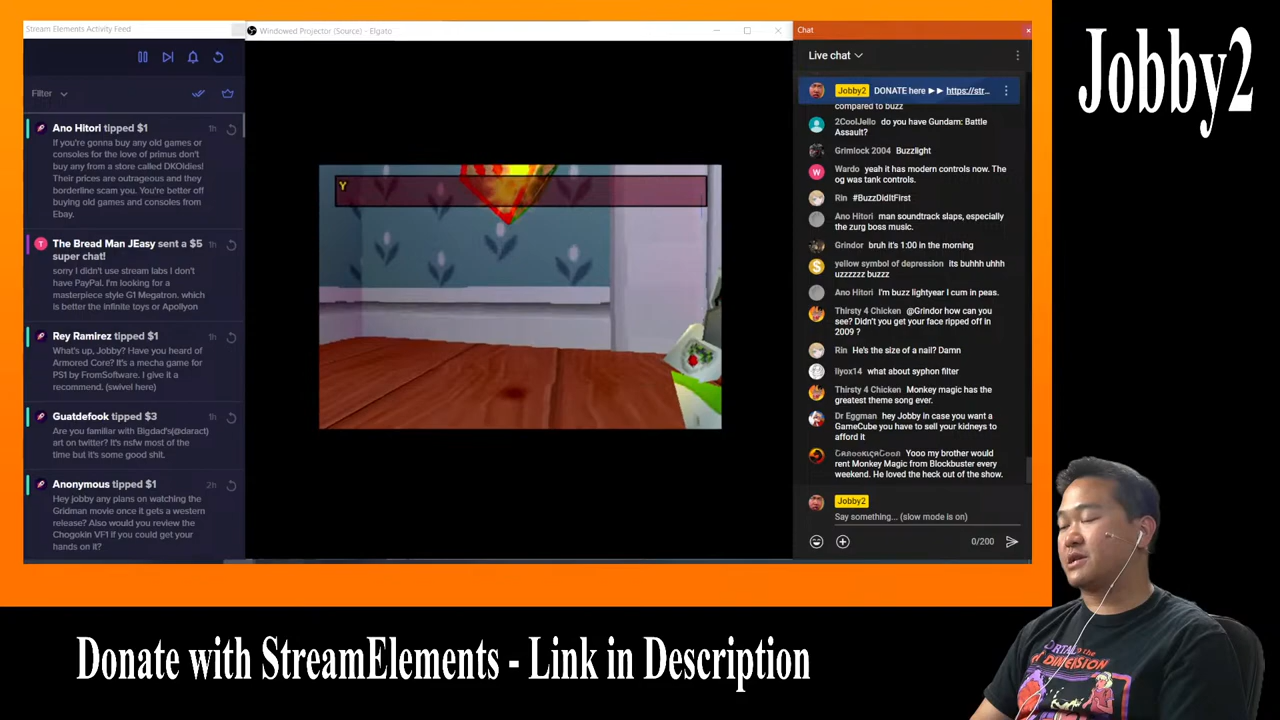 Stream Elements Activity Feed
Filter
Ano Hitori tipped $1
1h
If you're gonna buy any old games or
consoles for the love of primus don't
buy any from a store called DKOldies!
Their prices are outrageous and they
borderline scam you. You're better off
buying old games and consoles from
Ebay.
The Bread Man JEasy sent a $5
super chat!
1h
sorry I didn't use stream labs I don't
have PayPal. I'm looking for a
masterpiece style G1 Megatron. which
is better the infinite toys or Apollyon
Rey Ramirez tipped $1
1h
What's up, Jobby? Have you heard of
Armored Core? It's a mecha game for
PS1 by FromSoftware. I give it a
recommend. (swivel here)
Guatdefook tipped $3
1h
Are you familiar with Bigdad's(@daract)
art on twitter? It's nsfw most of the
time but it's some good shit.
Anonymous tipped $1
2h
Hey jobby any plans on watching the
Gridman movie once it gets a western
release? Also would you review the
Chogokin VF1 if you could get your
hands on it?
Windowed Projector (Source) - Elgato
Y
Chat
Live chat
Jobby2 DONATE here ►► https://str...
compared to buzz
2CoolJello do you have Gundam: Battle
Assault?
Grimlock 2004 Buzzlight
Wardo yeah it has modern controls now. The
og was tank controls.
Rin #BuzzDidItFirst
Ano Hitori man soundtrack slaps, especially
the zurg boss music.
Grindor bruh it's 1:00 in the morning
yellow symbol of depression its buhhh uhhh
uzzzzzz buzzz
Ano Hitori I'm buzz lightyear I cum in peas.
Thirsty 4 Chicken @Grindor how can you
see? Didn't you get your face ripped off in
2009 ?
Rin He's the size of a nail? Damn
Ilyox14 what about syphon filter
Thirsty 4 Chicken Monkey magic has the
greatest theme song ever.
Dr Eggman hey Jobby in case you want a
GameCube you have to sell your kidneys to
afford it
Yooo my brother would
rent Monkey Magic from Blockbuster every
weekend. He loved the heck out of the show.
Jobby2
Say something... (slow mode is on)
0/200
Jobby2
DIMENSION
Donate with StreamElements - Link in Description